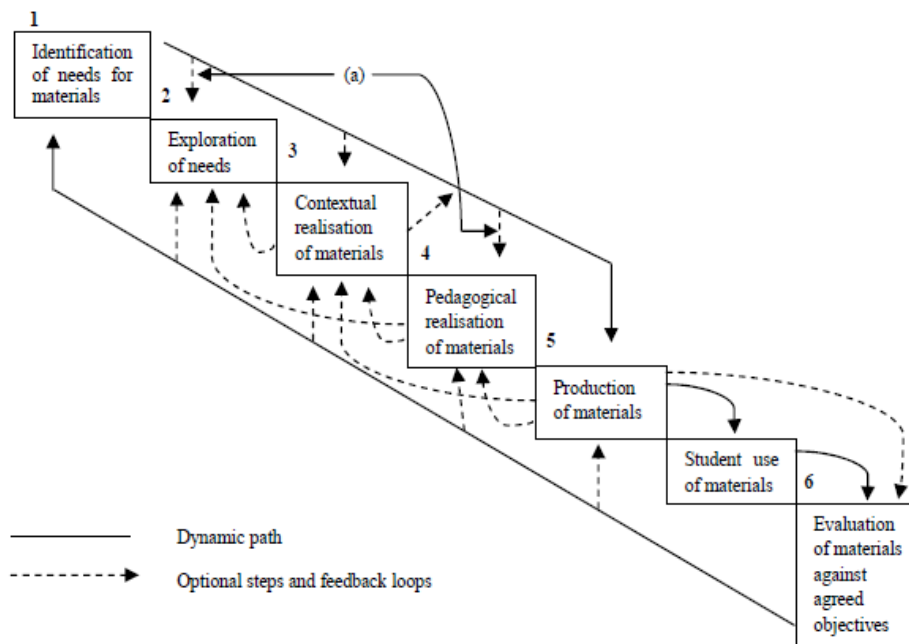 1
Identification
of needs for
materials
(a)
2
Exploration
of needs
3
Contextual
realisation
of materials
4
Pedagogical
realisation
of materials
5
Production
of materials
Student use
of materials
6
Evaluation
of materials
against
agreed
objectives
Dynamic path
Optional steps and feedback loops